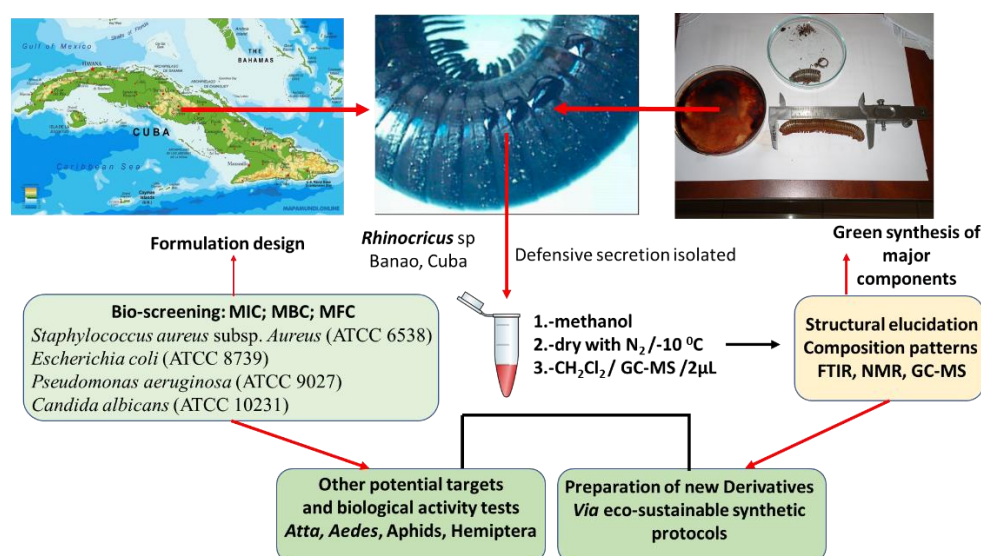 Gulf of Mexico
THE
BAHAMAS
CUBA
Caribbean Sea
MAPAMUNDI.ONLINE
Formulation design
Rhinocricus sp
Banao, Cuba
Defensive secretion isolated
Green synthesis of
major
components
Bio-screening: MIC; MBC; MFC
Staphylococcus aureus subsp. Aureus (ATCC 6538)
Escherichia coli (ATCC 8739)
Pseudomonas aeruginosa (ATCC 9027)
Candida albicans (ATCC 10231)
1.-methanol
2.-dry with N₂ /-10 ⁰C
3.-CH₂Cl₂/ GC-MS /2µL
Structural elucidation
Composition patterns
FTIR, NMR, GC-MS
Other potential targets
and biological activity tests
Atta, Aedes, Aphids, Hemiptera
Preparation of new Derivatives
Via eco-sustainable synthetic
protocols